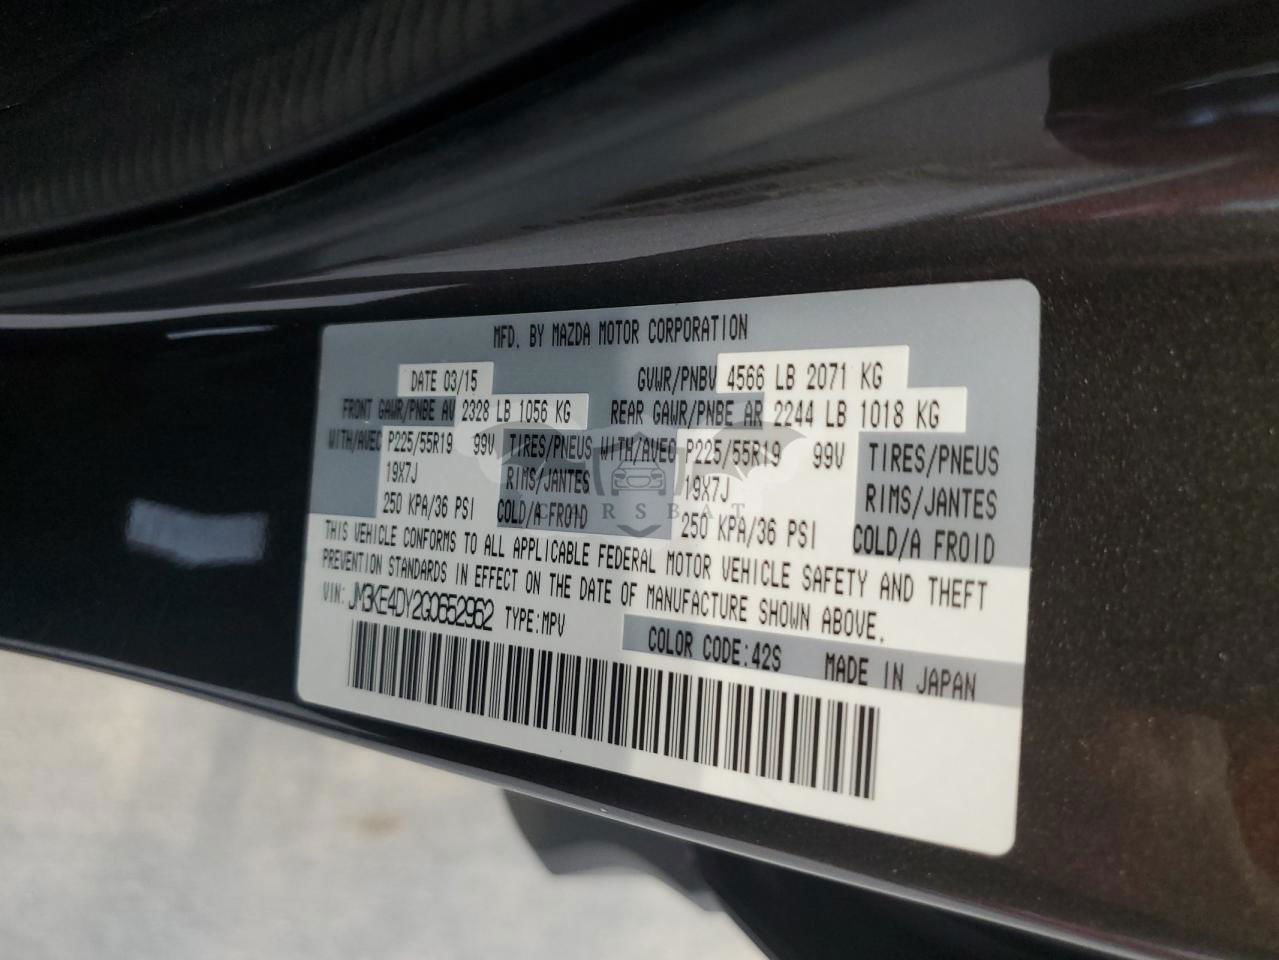 MFD. BY MAZDA MOTOR CORPORATION
DATE 03/15 GVWR/PNBV 4566 LB 2071 KG
FRONT GAWR/PNBE AV 2328 LB 1056 KG REAR GAWR/PNBE AR 2244 LB 1018 KG
WITH/AVEC P225/55R19 99V TIRES/PNEUS WITH/AVEC P225/55R19 99V TIRES/PNEUS
19X7J RIMS/JANTES 19X7J RIMS/JANTES
250 KPA/36 PSI COLD/A FROID 250 KPA/36 PSI COLD/A FROID
THIS VEHICLE CONFORMS TO ALL APPLICABLE FEDERAL MOTOR VEHICLE SAFETY AND THEFT
PREVENTION STANDARDS IN EFFECT ON THE DATE OF MANUFACTURE SHOWN ABOVE.
VIN: JM3KE4DY2G0652962 TYPE:MPV
COLOR CODE:42S MADE IN JAPAN
CARSBAT